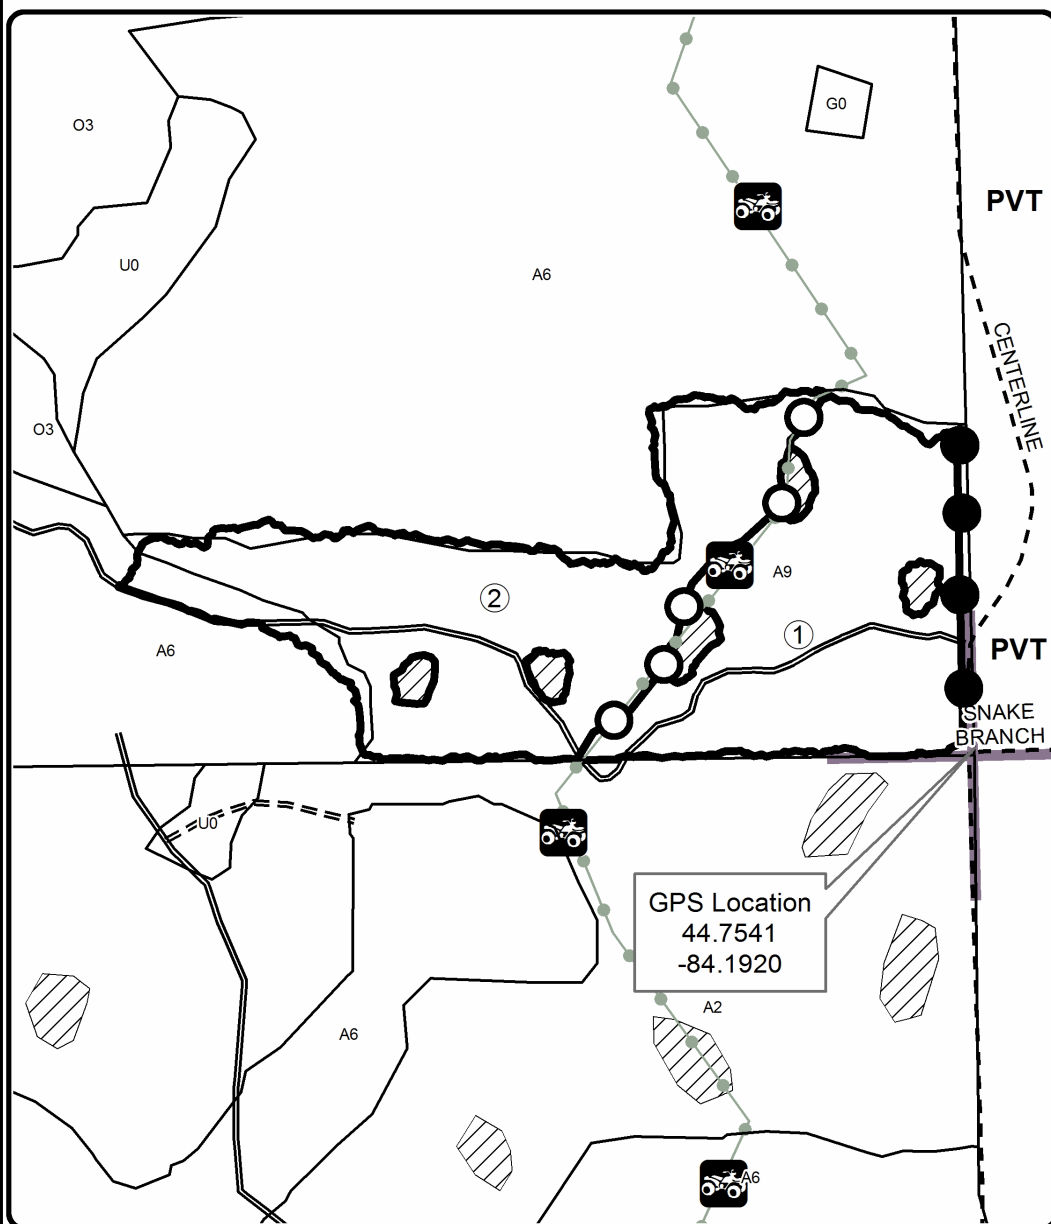 G0
O3
PVT
U0
A6
CENTERLINE
O3
A9
2
1
A6
PVT
SNAKE
BRANCH
U0
GPS Location
44.7541
-84.1920
A2
A6
A6